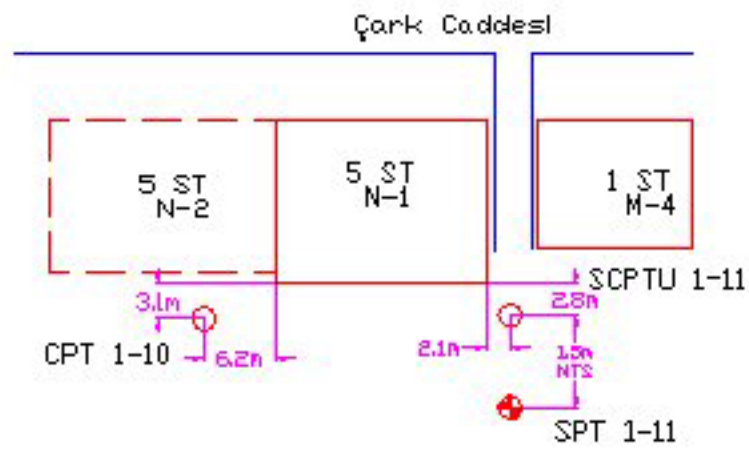 Çark Caddesi
5 ST
N-2
5 ST
N-1
1 ST
M-4
SCPTU 1-11
3.1m
2.8m
CPT 1-10
6.2m
2.1m
1.5m
NTS
SPT 1-11